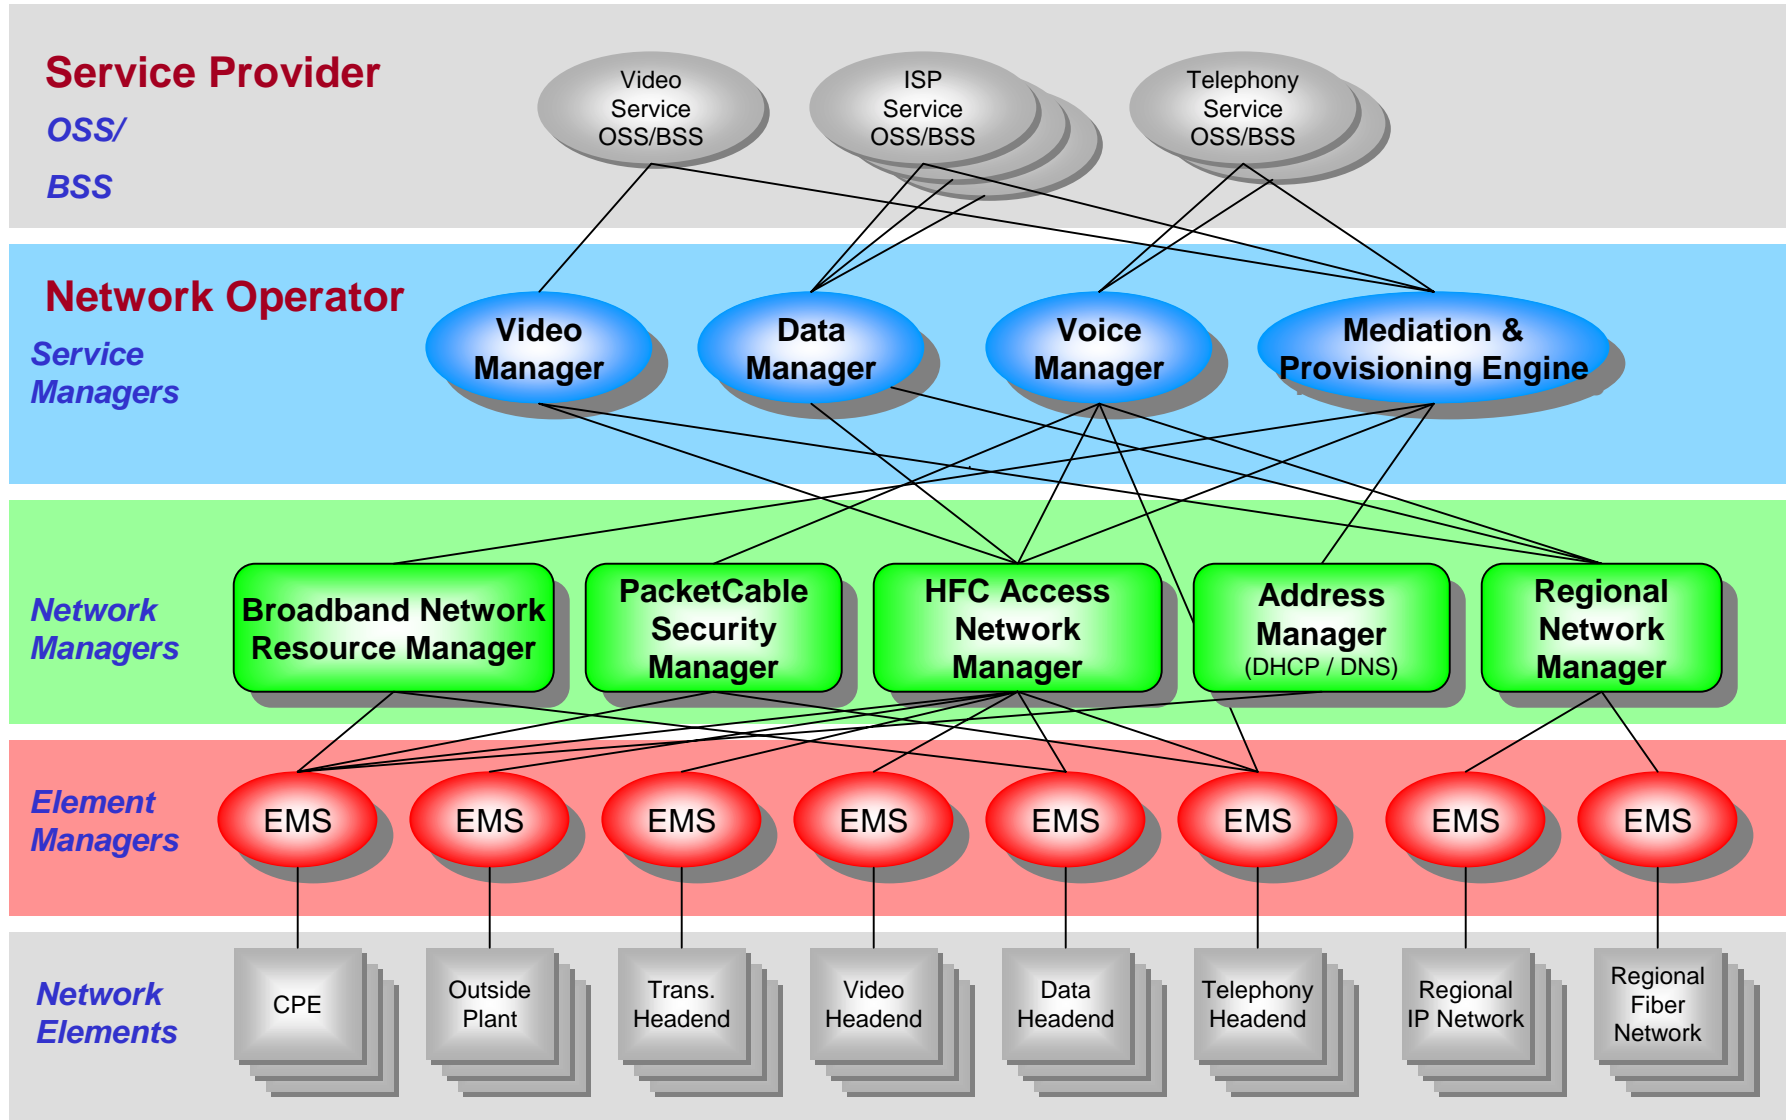 Service Provider
OSS/
BSS
Video
Service
OSS/BSS
ISP
Service
OSS/BSS
Telephony
Service
OSS/BSS
Network Operator
Service
Managers
Video
Manager
Data
Manager
Voice
Manager
Mediation &
Provisioning Engine
Network
Managers
Broadband Network
Resource Manager
PacketCable
Security
Manager
HFC Access
Network
Manager
Address
Manager
(DHCP / DNS)
Regional
Network
Manager
Element
Managers
EMS
EMS
EMS
EMS
EMS
EMS
EMS
EMS
Network
Elements
CPE
Outside
Plant
Trans.
Headend
Video
Headend
Data
Headend
Telephony
Headend
Regional
IP Network
Regional
Fiber
Network